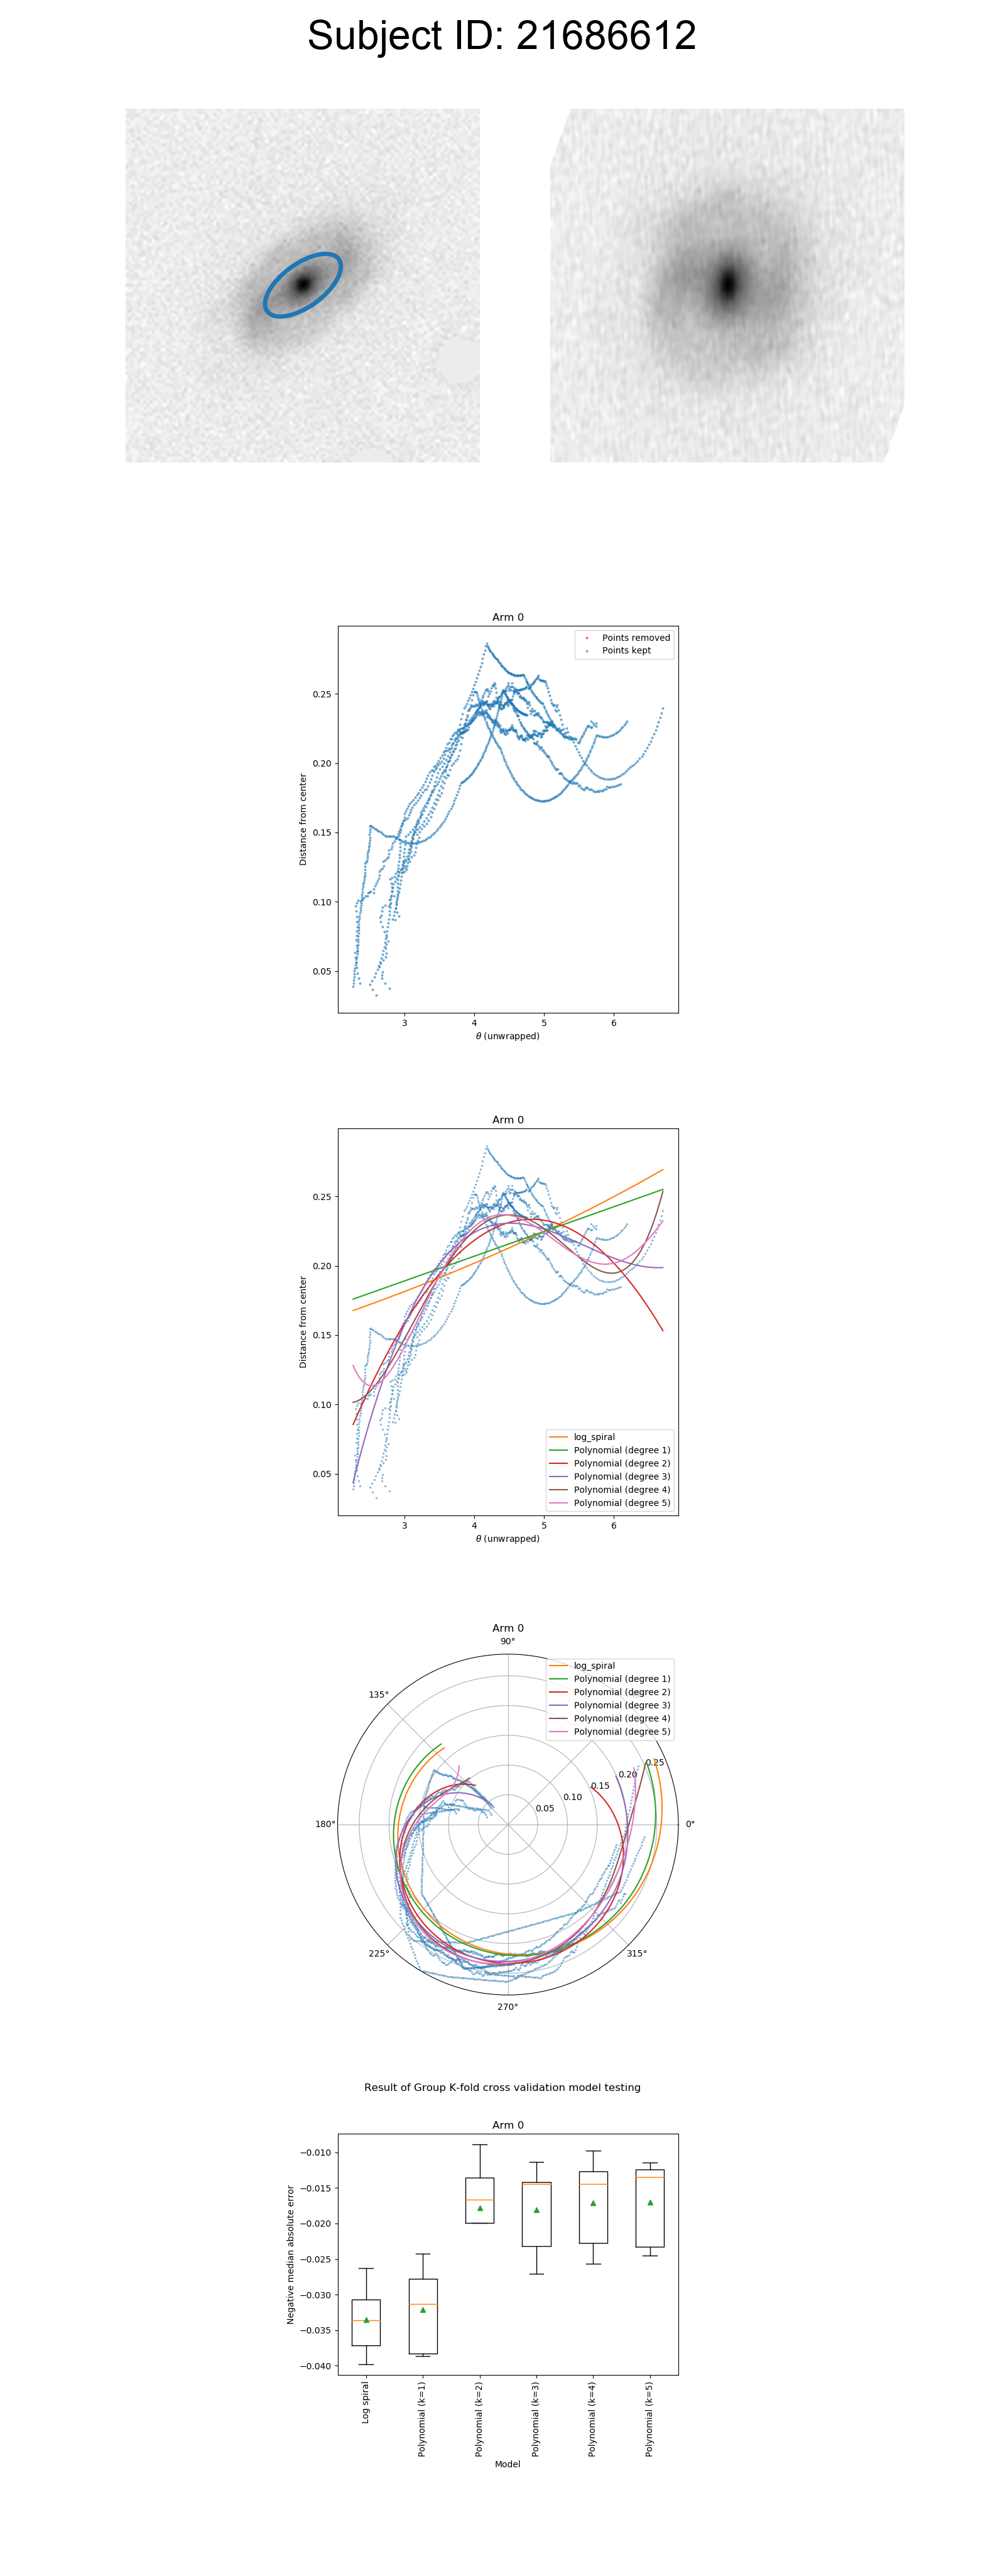 Subject ID: 21686612
Arm 0
Points removed
Points kept
0.25
0.20
0.15
0.10
0.05
Distance from center
3 4 5 6
θ (unwrapped)
Arm 0
0.25
0.20
0.15
0.10
0.05
Distance from center
log_spiral
Polynomial (degree 1)
Polynomial (degree 2)
Polynomial (degree 3)
Polynomial (degree 4)
Polynomial (degree 5)
3 4 5 6
θ (unwrapped)
Arm 0
90°
log_spiral
Polynomial (degree 1)
Polynomial (degree 2)
Polynomial (degree 3)
Polynomial (degree 4)
Polynomial (degree 5)
135°
0.25
0.20
0.15
0.10
0.05
180°
0°
225°
315°
270°
Result of Group K-fold cross validation model testing
Arm 0
−0.010
−0.015
−0.020
−0.025
−0.030
−0.035
−0.040
Negative median absolute error
Log spiral
Polynomial (k=1)
Polynomial (k=2)
Polynomial (k=3)
Polynomial (k=4)
Polynomial (k=5)
Model